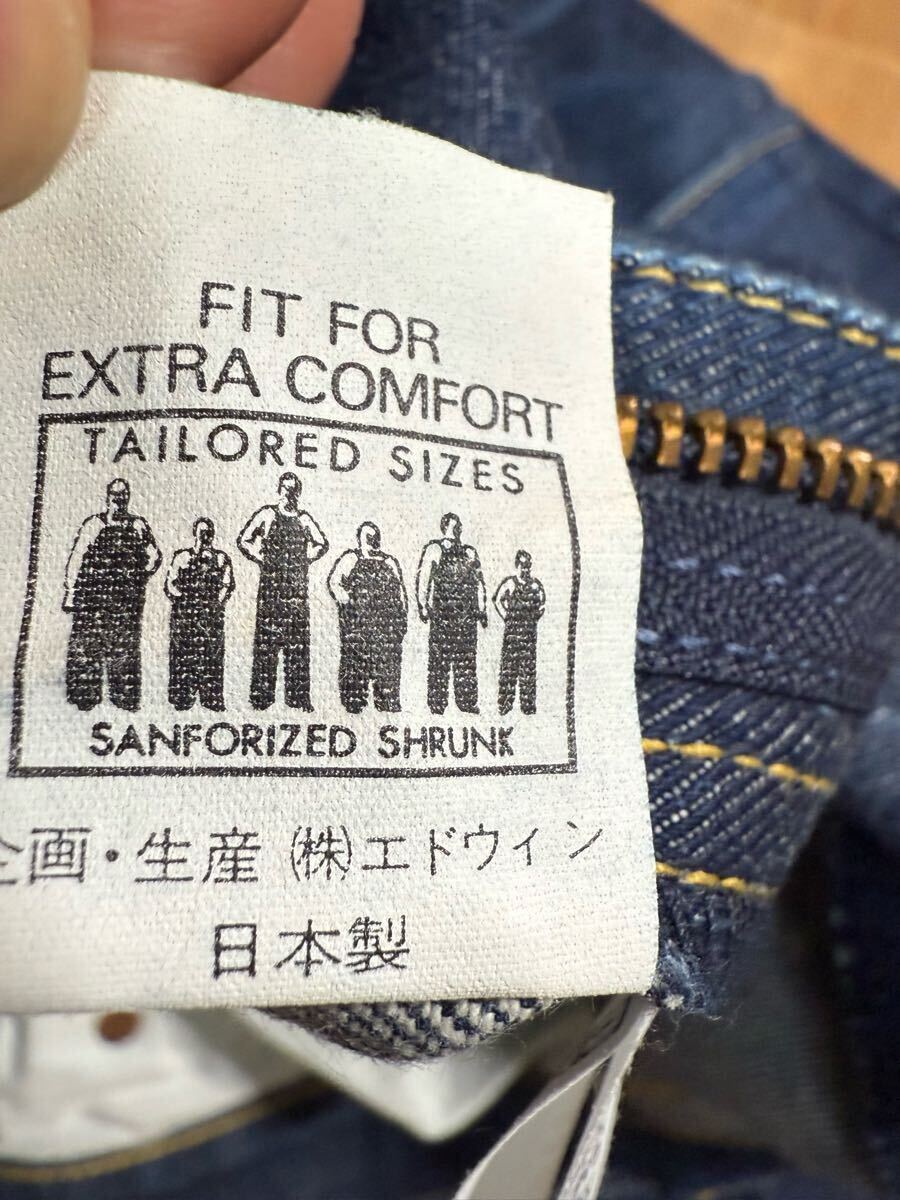 FIT FOR
EXTRA COMFORT
TAILORED SIZES
SANFORIZED SHRUNK
企画・生産 ㈱エドウイン
日本製